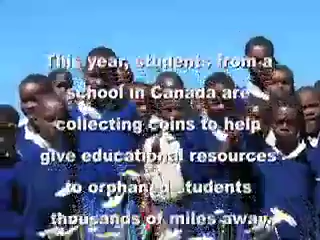 This year, students from a
school in Canada are
collecting coins to help
give educational resources
to orphaned students
thousands of miles away.